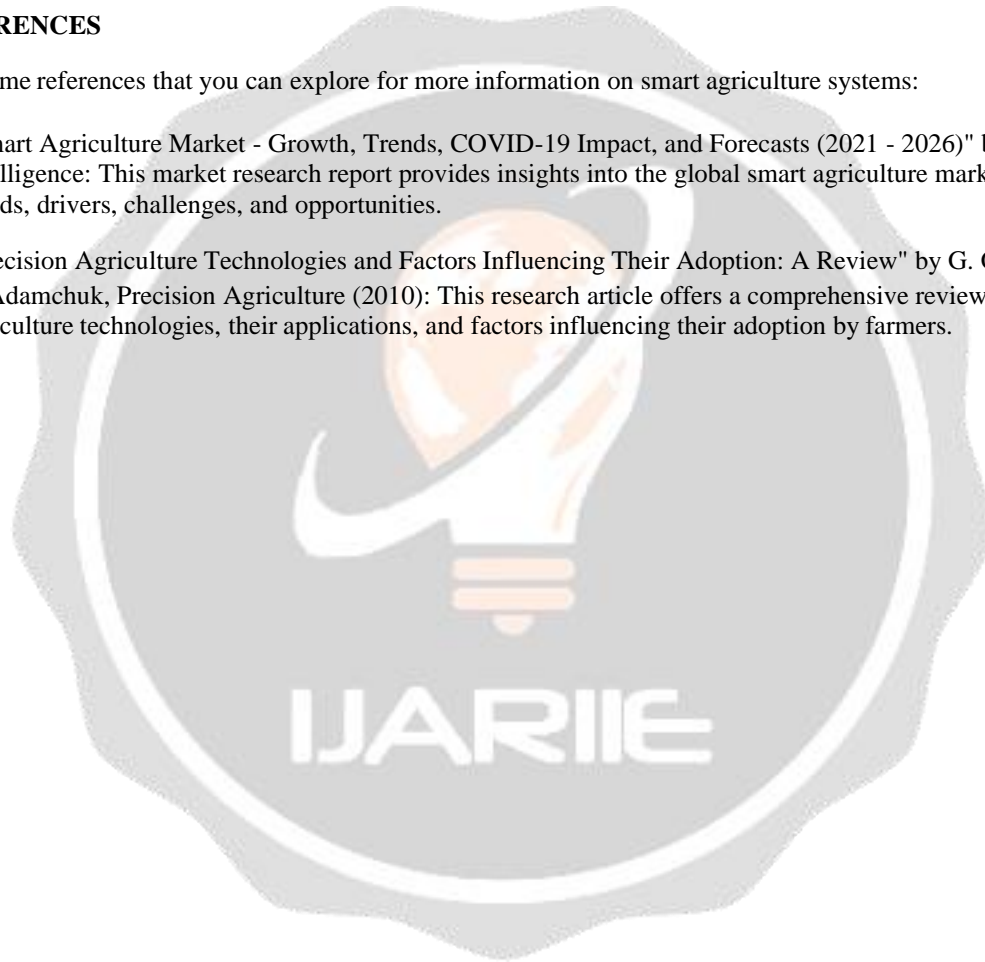 RENCES
me references that you can explore for more information on smart agriculture systems:
art Agriculture Market - Growth, Trends, COVID-19 Impact, and Forecasts (2021 - 2026)"
lligence: This market research report provides insights into the global smart agriculture mark
ds, drivers, challenges, and opportunities.
cision Agriculture Technologies and Factors Influencing Their Adoption: A Review" by G.
Adamchuk, Precision Agriculture (2010): This research article offers a comprehensive review
culture technologies, their applications, and factors influencing their adoption by farmers.
IJARIIE